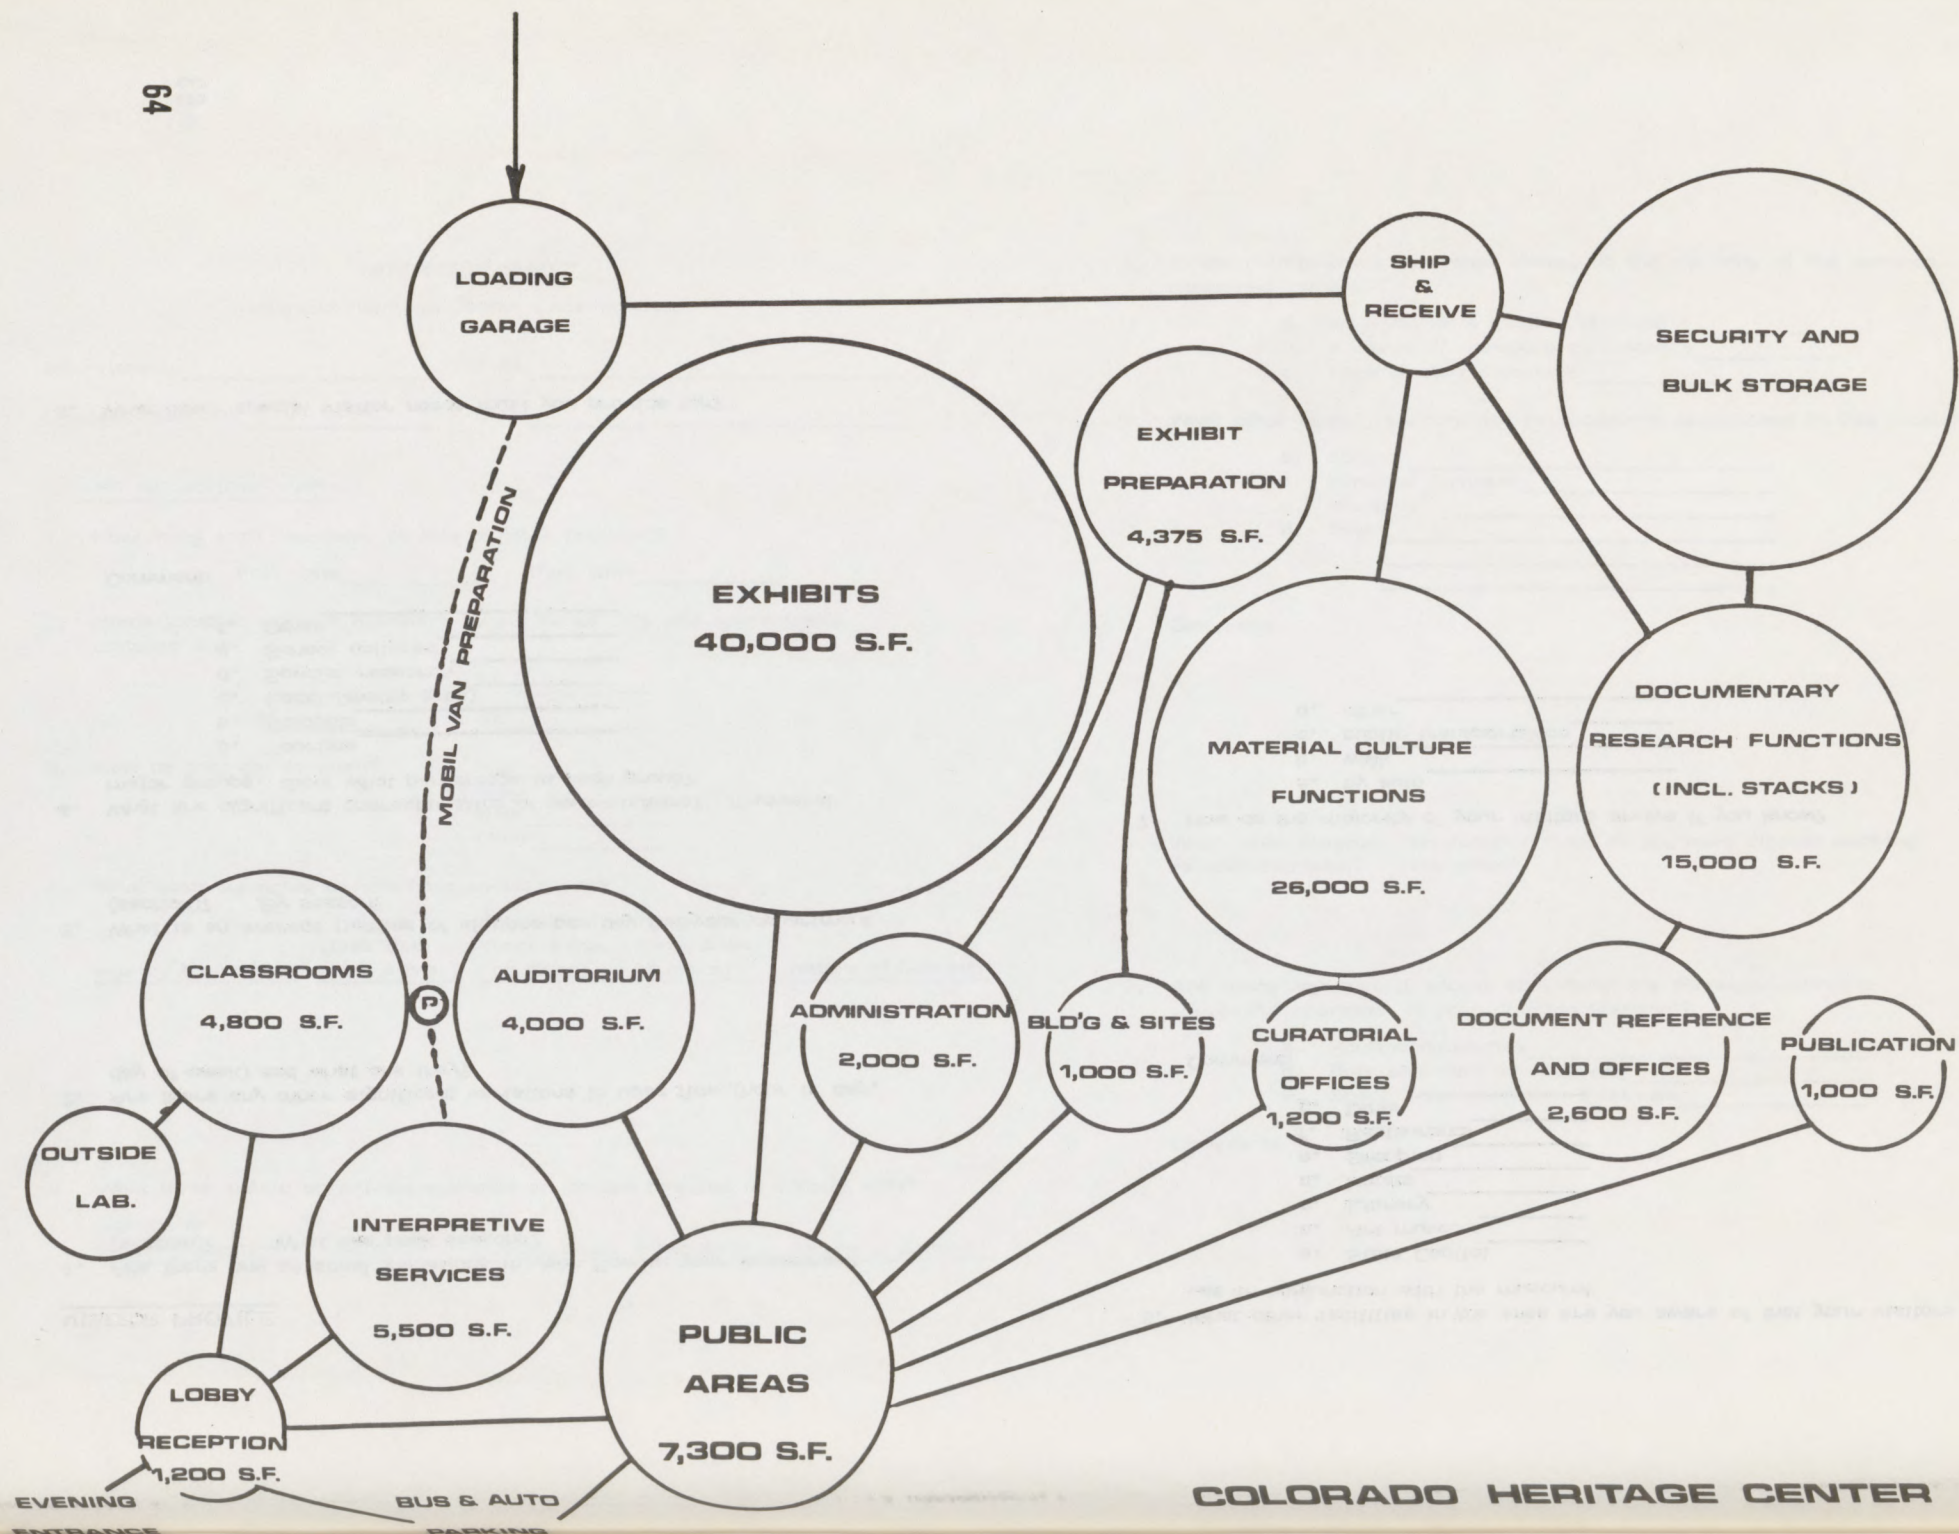 64
LOADING
GARAGE
SHIP
&
RECEIVE
SECURITY AND
BULK STORAGE
EXHIBIT
PREPARATION
4,375 S.F.
MOBIL VAN PREPARATION
EXHIBITS
40,000 S.F.
MATERIAL CULTURE
FUNCTIONS
26,000 S.F.
DOCUMENTARY
RESEARCH FUNCTIONS
(INCL. STACKS)
15,000 S.F.
CLASSROOMS
4,800 S.F.
P
AUDITORIUM
4,000 S.F.
ADMINISTRATION
2,000 S.F.
BLD'G & SITES
1,000 S.F.
CURATORIAL
OFFICES
1,200 S.F.
DOCUMENT REFERENCE
AND OFFICES
2,600 S.F.
PUBLICATION
1,000 S.F.
OUTSIDE
LAB.
INTERPRETIVE
SERVICES
5,500 S.F.
PUBLIC
AREAS
7,300 S.F.
LOBBY
RECEPTION
1,200 S.F.
EVENING
ENTRANCE
BUS & AUTO
PARKING
COLORADO HERITAGE CENTER